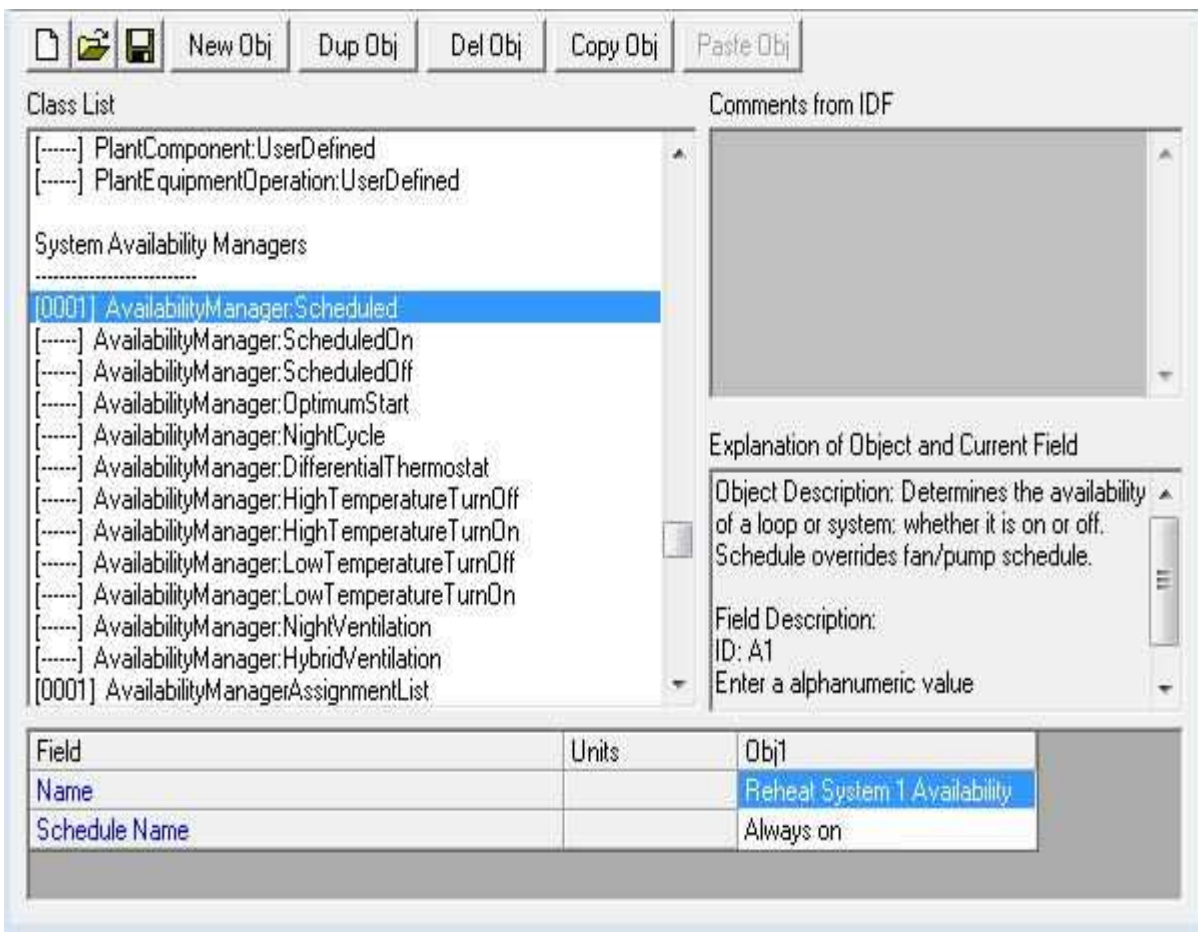 New Obj Dup Obj Del Obj Copy Obj Paste Obj
Class List
[------] PlantComponent:UserDefined
[------] PlantEquipmentOperation:UserDefined
System Availability Managers
----------------------------
[0001] AvailabilityManager:Scheduled
[------] AvailabilityManager:ScheduledOn
[------] AvailabilityManager:ScheduledOff
[------] AvailabilityManager:OptimumStart
[------] AvailabilityManager:NightCycle
[------] AvailabilityManager:DifferentialThermostat
[------] AvailabilityManager:HighTemperatureTurnOff
[------] AvailabilityManager:HighTemperatureTurnOn
[------] AvailabilityManager:LowTemperatureTurnOff
[------] AvailabilityManager:LowTemperatureTurnOn
[------] AvailabilityManager:NightVentilation
[------] AvailabilityManager:HybridVentilation
[0001] AvailabilityManagerAssignmentList
Comments from IDF
Explanation of Object and Current Field
Object Description: Determines the availability
of a loop or system: whether it is on or off.
Schedule overrides fan/pump schedule.
Field Description:
ID: A1
Enter a alphanumeric value
Field Units Obj1
Name Reheat System 1 Availability
Schedule Name Always on